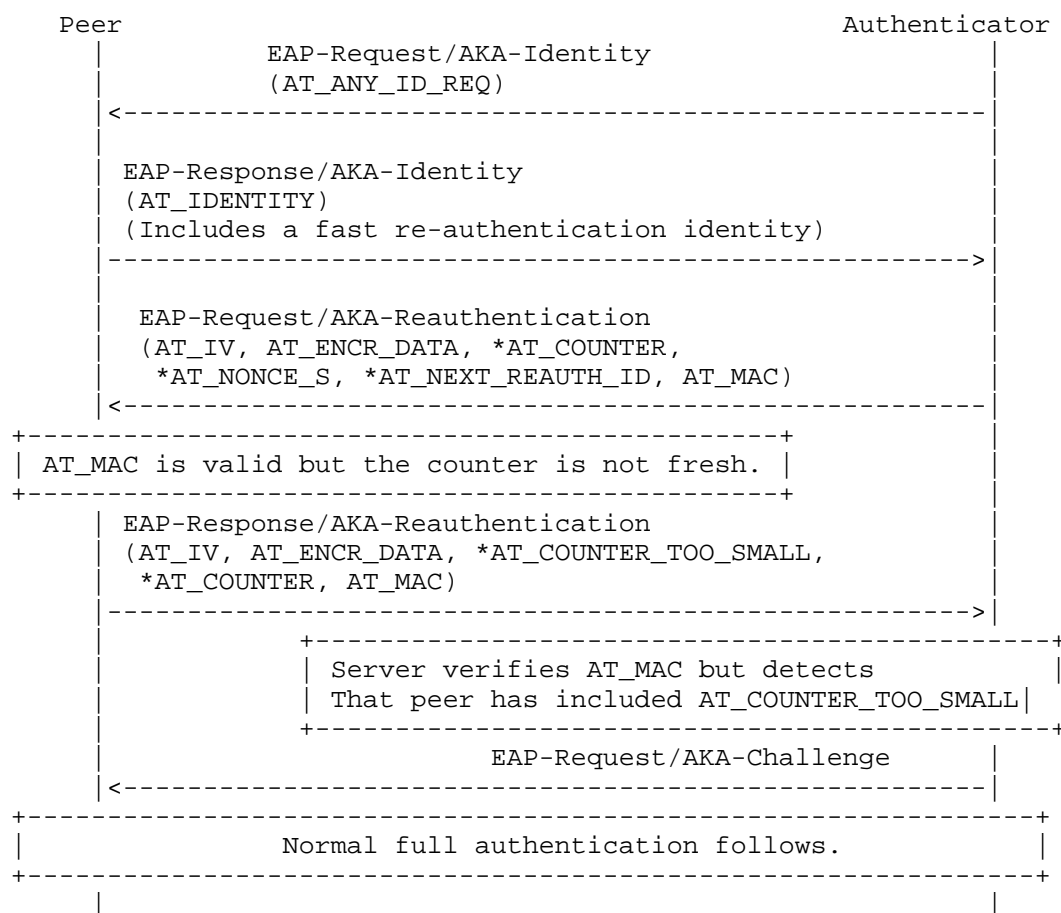 Peer Authenticator
EAP-Request/AKA-Identity
(AT_ANY_ID_REQ)
EAP-Response/AKA-Identity
(AT_IDENTITY)
(Includes a fast re-authentication identity)
EAP-Request/AKA-Reauthentication
(AT_IV, AT_ENCR_DATA, *AT_COUNTER,
*AT_NONCE_S, *AT_NEXT_REAUTH_ID, AT_MAC)
AT_MAC is valid but the counter is not fresh.
EAP-Response/AKA-Reauthentication
(AT_IV, AT_ENCR_DATA, *AT_COUNTER_TOO_SMALL,
*AT_COUNTER, AT_MAC)
Server verifies AT_MAC but detects
That peer has included AT_COUNTER_TOO_SMALL
EAP-Request/AKA-Challenge
Normal full authentication follows.